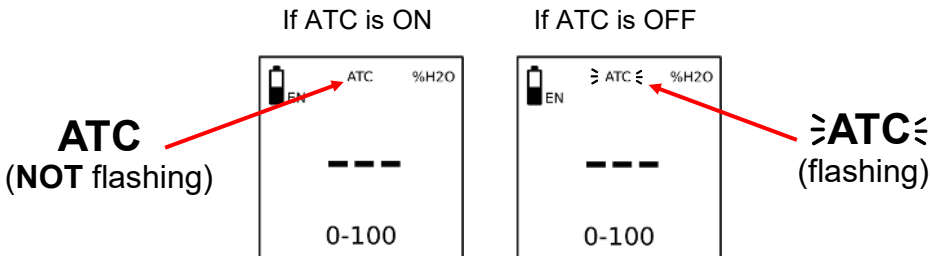 If ATC is ON
If ATC is OFF
ATC
(NOT flashing)
ATC %H2O
EN
---
0-100
ATC %H2O
EN
---
0-100
ATC
(flashing)